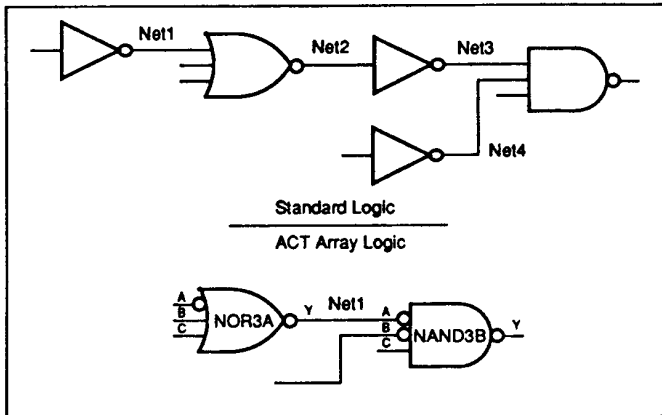 Net1
Net2
Net3
Net4
Standard Logic
ACT Array Logic
A
B
C
NOR3A
Y
Net1
A
B
C
NAND3B
Y